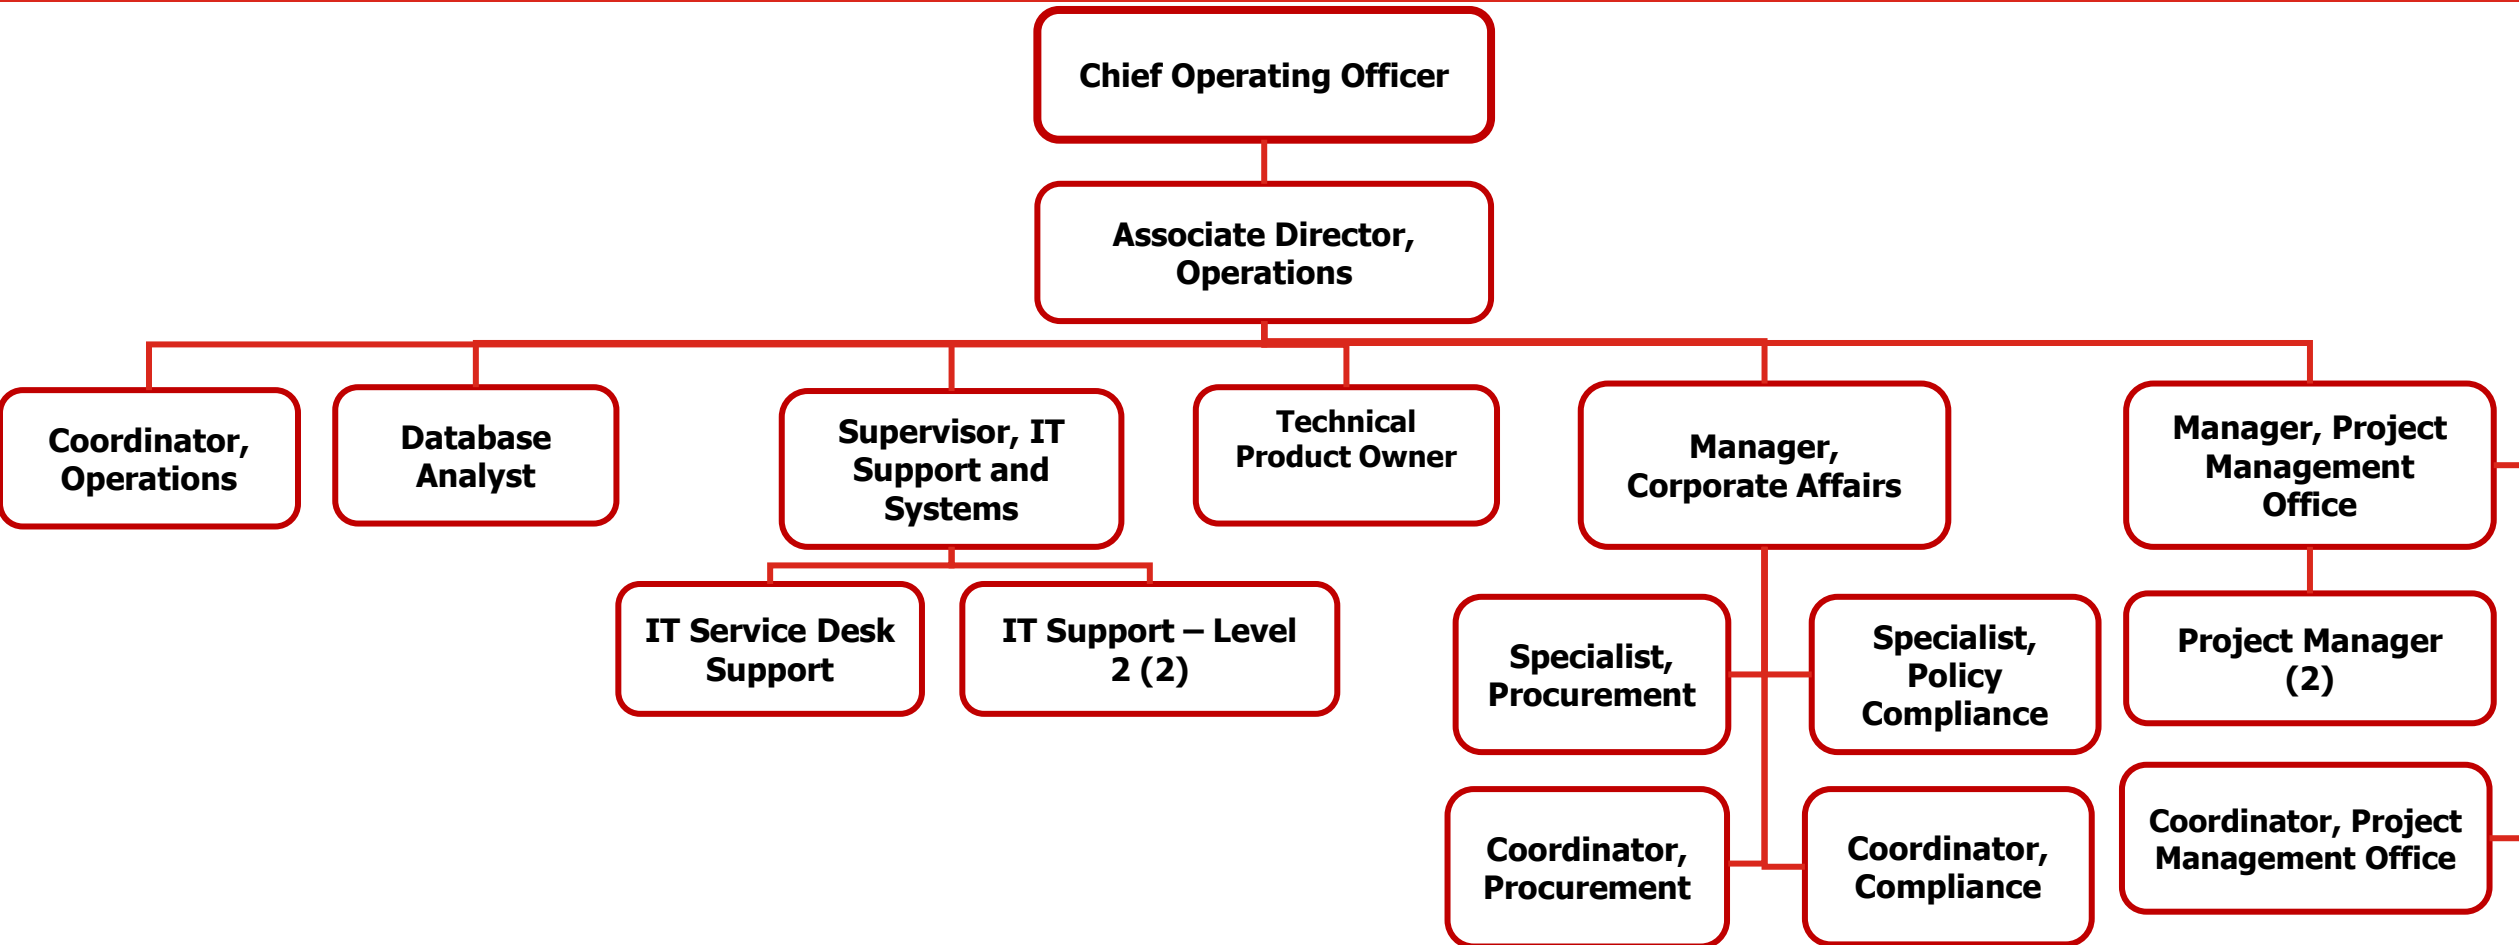 Chief Operating Officer
Associate Director,
Operations
Coordinator,
Operations
Database
Analyst
Supervisor, IT
Support and
Systems
Technical
Product Owner
Manager,
Corporate Affairs
Manager, Project
Management
Office
IT Service Desk
Support
IT Support – Level
2 (2)
Specialist,
Procurement
Specialist,
Policy
Compliance
Project Manager
(2)
Coordinator,
Procurement
Coordinator,
Compliance
Coordinator, Project
Management Office